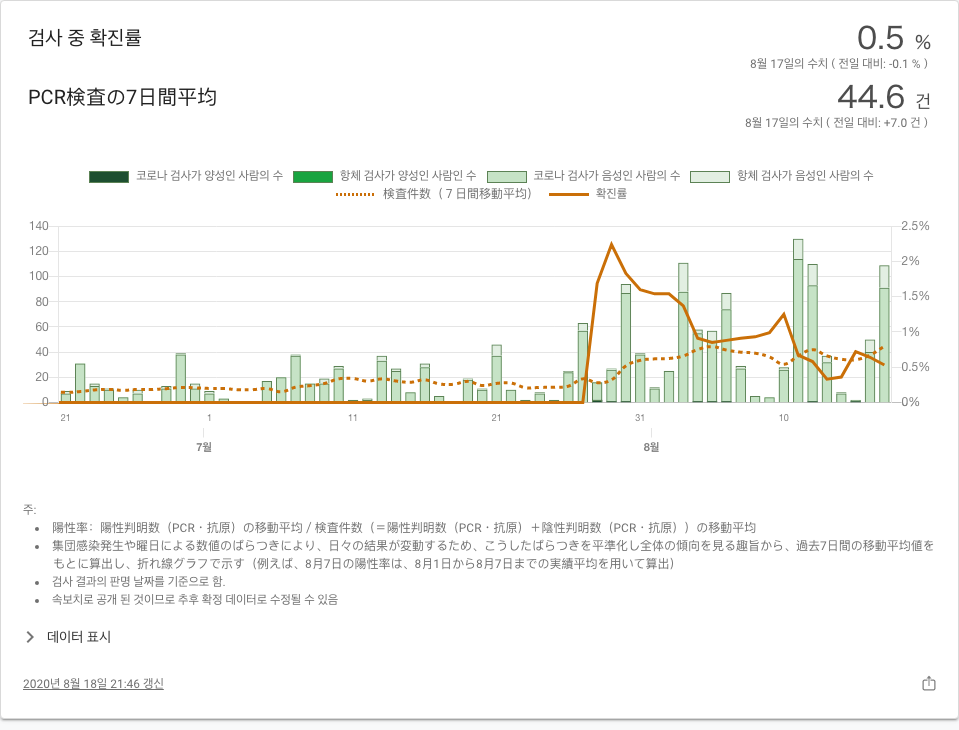 검사 중 확진률
0.5 %
8월 17일의 수치 ( 전일 대비: -0.1 % )
PCR検査の7日間平均
44.6 건
8월 17일의 수치 ( 전일 대비: +7.0 건 )
코로나 검사가 양성인 사람의 수 항체 검사가 양성인 사람인 수 코로나 검사가 음성인 사람의 수 항체 검사가 음성인 사람의 수
検査件数（７日間移動平均） 확진률
140 2.5%
120 2%
100 1.5%
80
60 1%
40 0.5%
20
0 0%
21 1 11 21 31 10
7월 8월
주:
陽性率：陽性判明数（PCR・抗原）の移動平均 / 検査件数（＝陽性判明数（PCR・抗原）＋陰性判明数（PCR・抗原））の移動平均
集団感染発生や曜日による数値のばらつきにより、日々の結果が変動するため、こうしたばらつきを平準化し全体の傾向を見る趣旨から、過去7日間の移動平均値を
もとに算出し、折れ線グラフで示す（例えば、8月7日の陽性率は、8月1日から8月7日までの実績平均を用いて算出）
검사 결과의 판명 날짜를 기준으로 함.
속보치로 공개 된 것이므로 추후 확정 데이터로 수정될 수 있음
데이터 표시
2020년 8월 18일 21:46 갱신